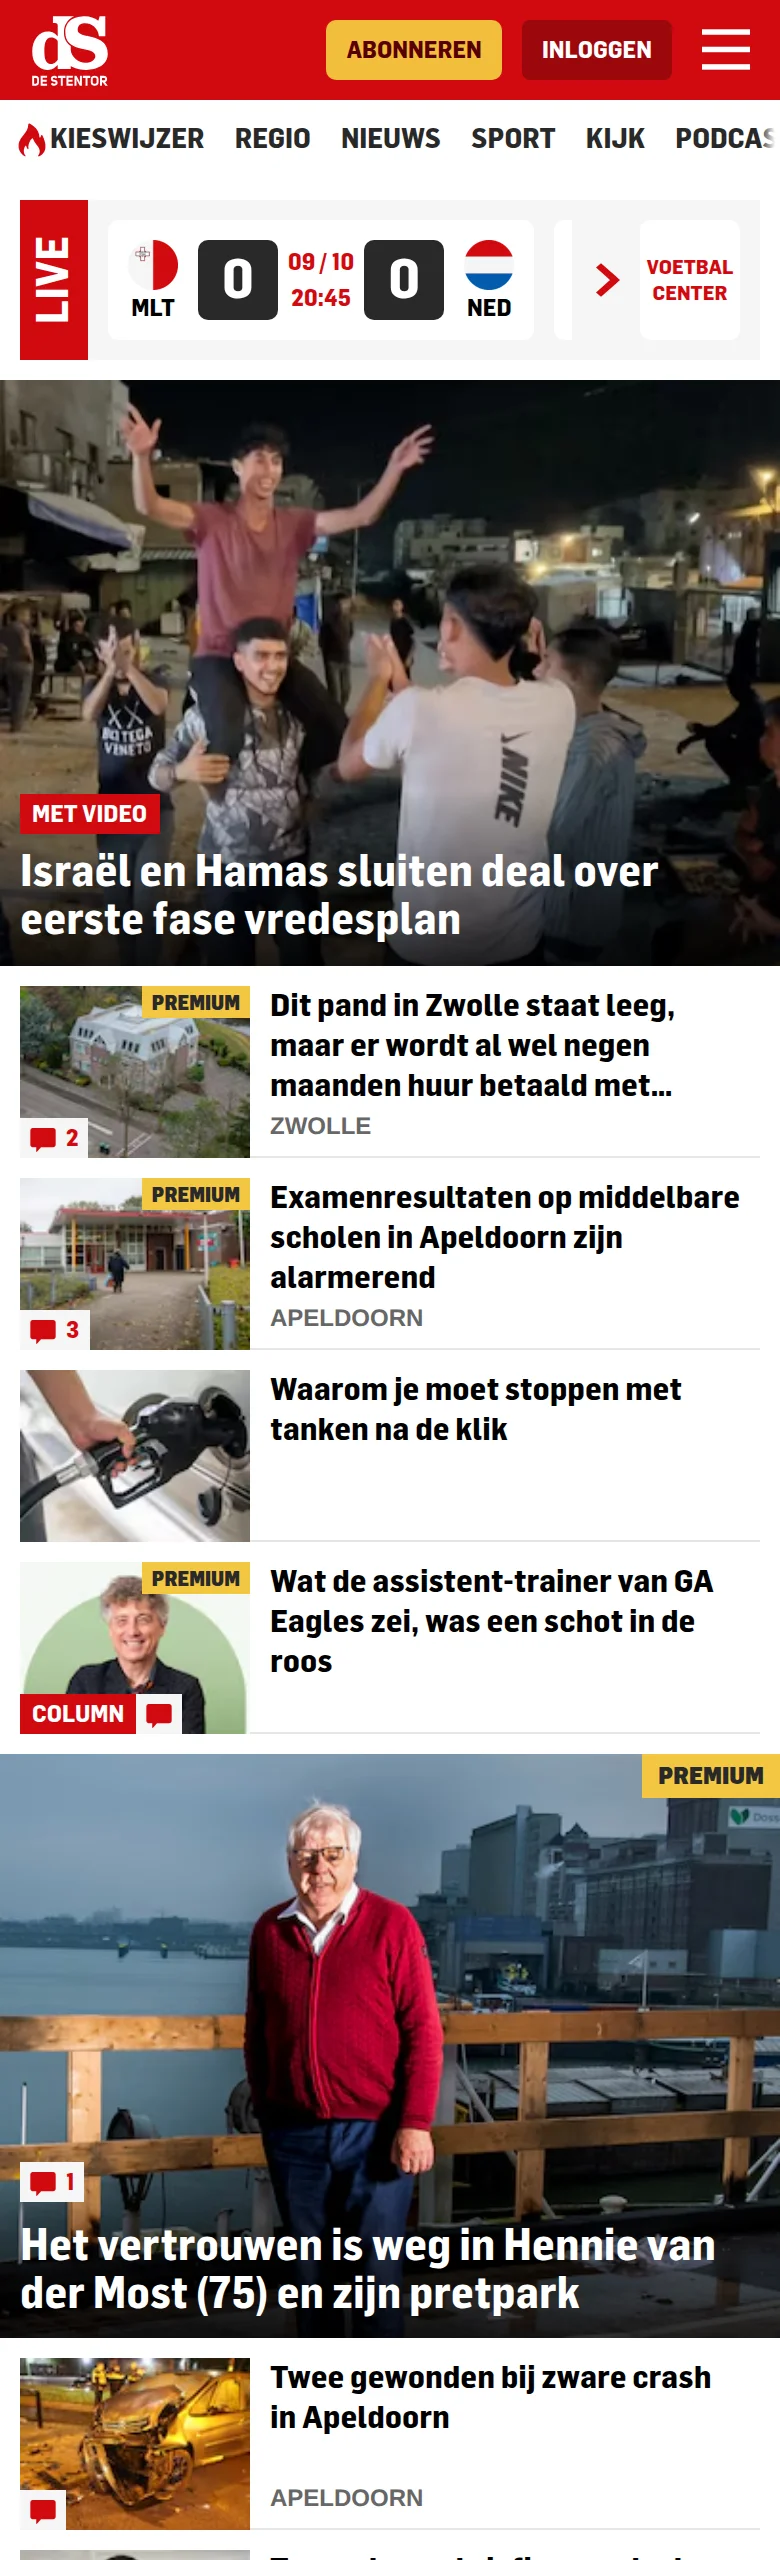 dS
DE STENTOR
ABONNEREN
INLOGGEN
KIESWIJZER REGIO NIEUWS SPORT KIJK PODCAS
LIVE
MLT
0
09 / 10
20:45
0
NED
VOETBAL
CENTER
BOTTEGA
VENETO
NIKE
MET VIDEO
Israël en Hamas sluiten deal over
eerste fase vredesplan
PREMIUM
2
Dit pand in Zwolle staat leeg,
maar er wordt al wel negen
maanden huur betaald met...
ZWOLLE
PREMIUM
3
Examenresultaten op middelbare
scholen in Apeldoorn zijn
alarmerend
APELDOORN
Waarom je moet stoppen met
tanken na de klik
PREMIUM
COLUMN
Wat de assistent-trainer van GA
Eagles zei, was een schot in de
roos
PREMIUM
Doss
1
Het vertrouwen is weg in Hennie van
der Most (75) en zijn pretpark
Twee gewonden bij zware crash
in Apeldoorn
APELDOORN